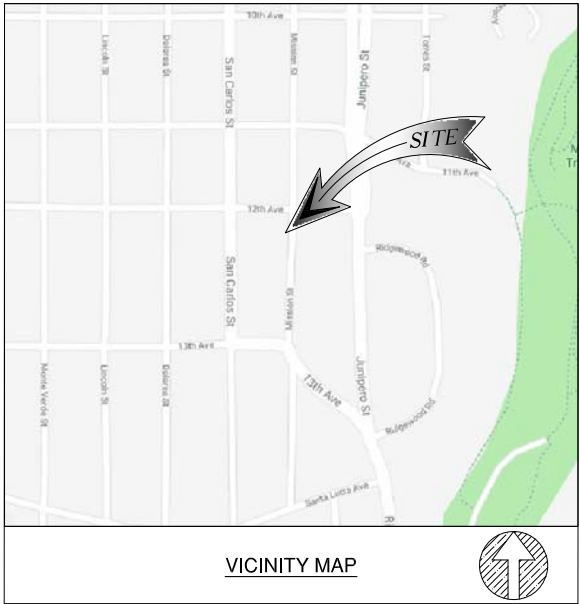 10th Ave
Lincoln St
Dolores St
San Carlos St
Mission St
Junipero St
Torres St
SITE
11th Ave
M
Tr
12th Ave
Ridgewood Rd
San Carlos St
Mission St
13th Ave
Monte Verde St
Lincoln St
Dolores St
13th Ave
Junipero St
Ridgewood Rd
Santa Lucia Ave
Ri
VICINITY MAP